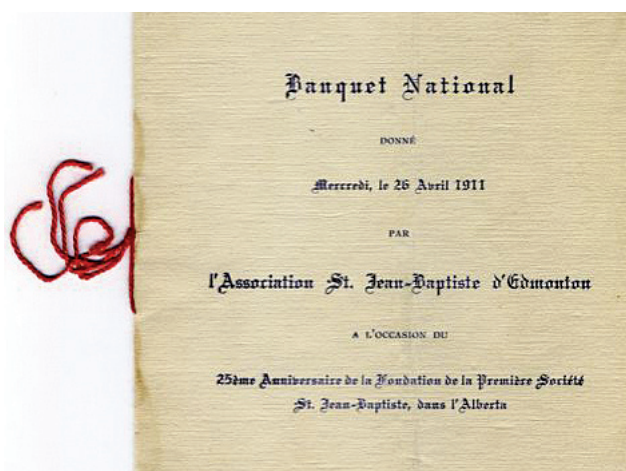 Banquet National
DONNÉ
Mercredi, le 26 Avril 1911
PAR
l'Association St. Jean-Baptiste d'Edmonton
A L'OCCASION DU
25ème Anniversaire de la Fondation de la Première Société
St. Jean-Baptiste, dans l'Alberta